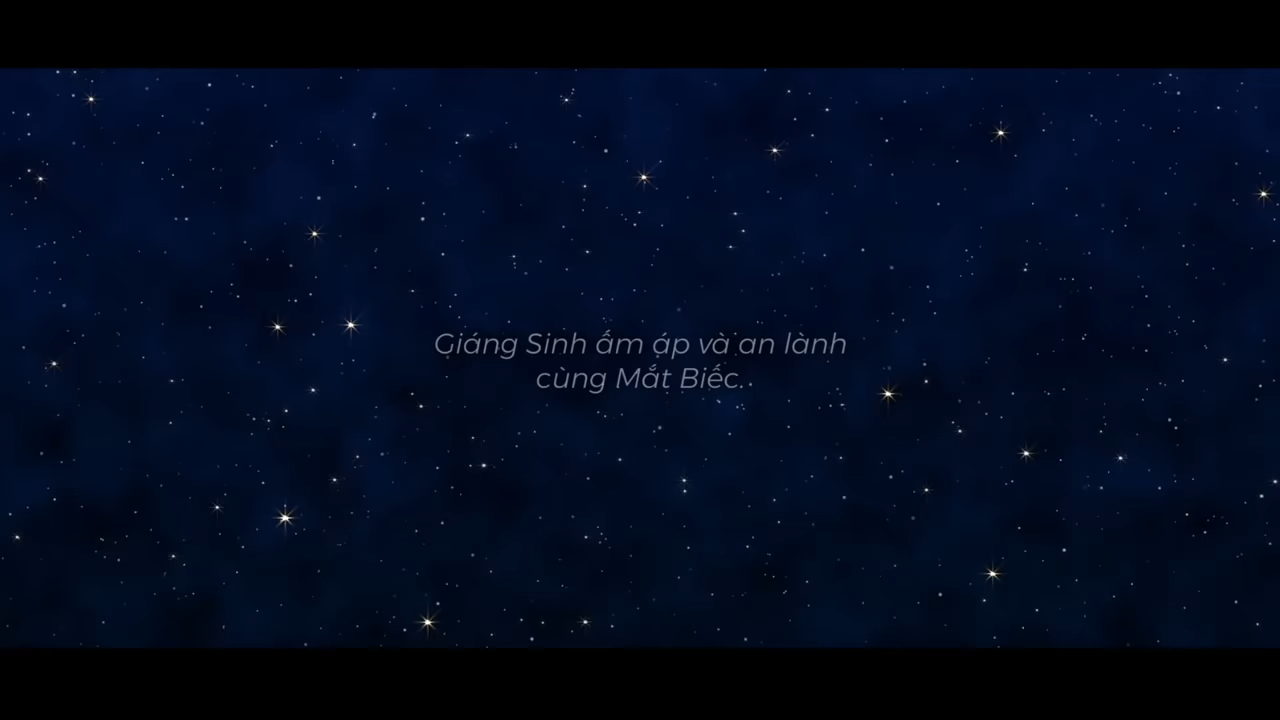 Giáng Sinh ấm áp và an lành
cùng Mắt Biếc.